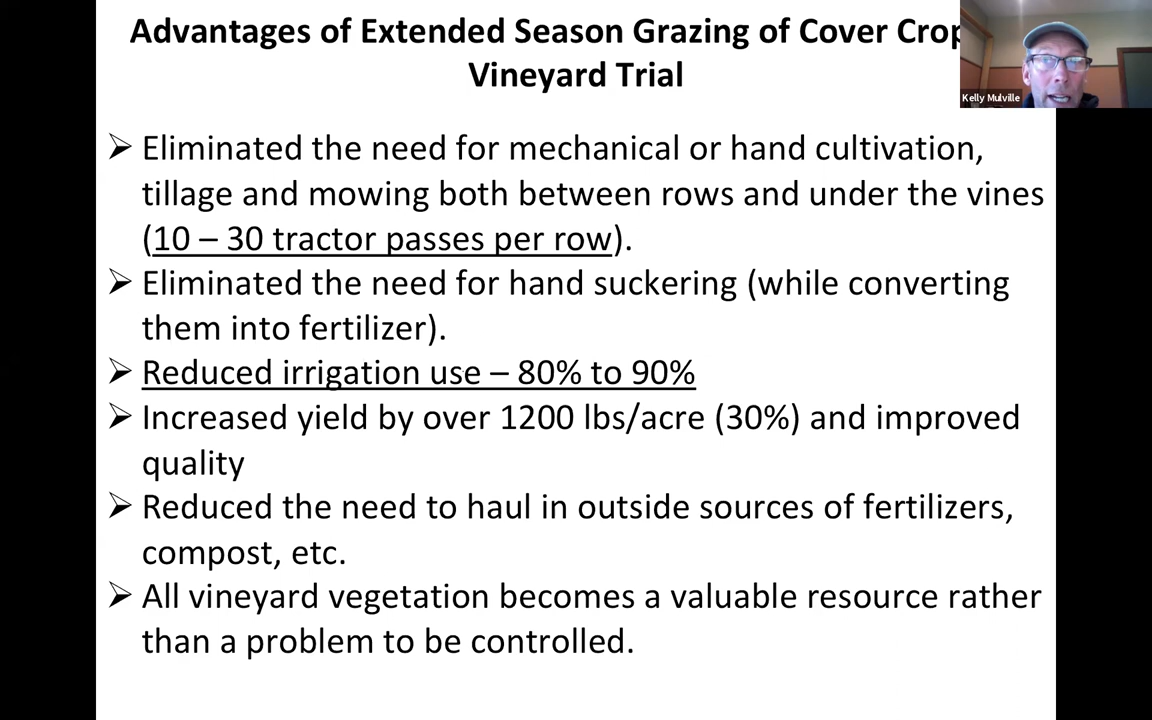 Advantages of Extended Season Grazing of Cover Crop
Vineyard Trial
Kelly Mulville
➢ Eliminated the need for mechanical or hand cultivation,
tillage and mowing both between rows and under the vines
(10 – 30 tractor passes per row).
➢ Eliminated the need for hand suckering (while converting
them into fertilizer).
➢ Reduced irrigation use – 80% to 90%
➢ Increased yield by over 1200 lbs/acre (30%) and improved
quality
➢ Reduced the need to haul in outside sources of fertilizers,
compost, etc.
➢ All vineyard vegetation becomes a valuable resource rather
than a problem to be controlled.